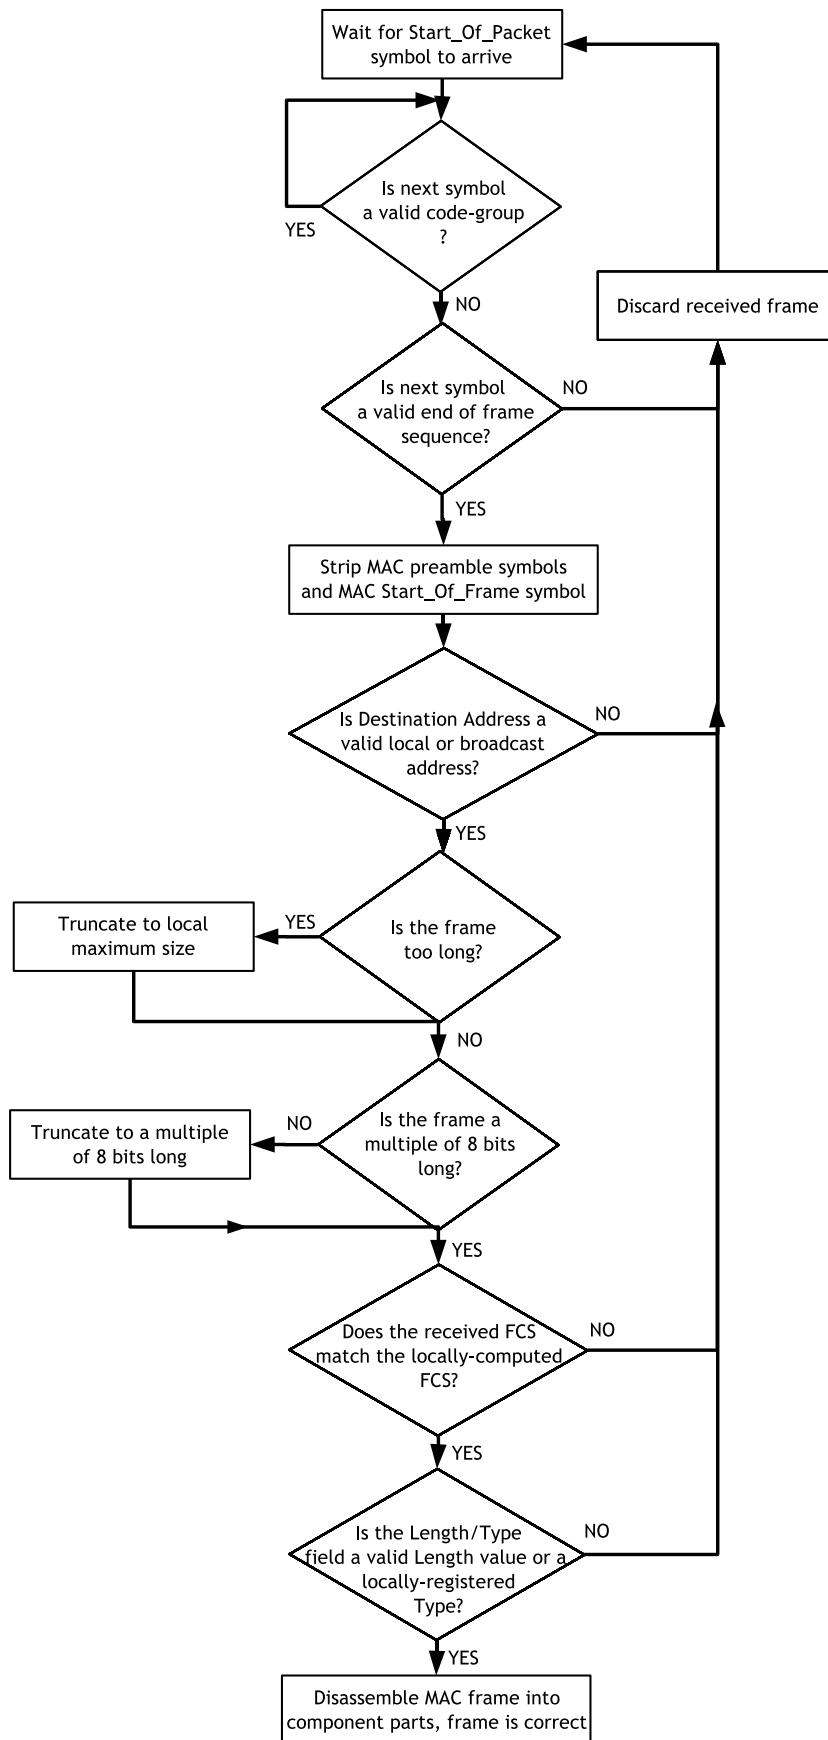 Wait for Start_Of_Packet
symbol to arrive
Is next symbol
a valid code-group
?
YES
NO
Discard received frame
Is next symbol
a valid end of frame
sequence?
NO
YES
Strip MAC preamble symbols
and MAC Start_Of_Frame symbol
Is Destination Address a
valid local or broadcast
address?
NO
YES
Is the frame
too long?
YES
Truncate to local
maximum size
NO
Is the frame a
multiple of 8 bits
long?
NO
Truncate to a multiple
of 8 bits long
YES
Does the received FCS
match the locally-computed
FCS?
NO
YES
Is the Length/Type
field a valid Length value or a
locally-registered
Type?
NO
YES
Disassemble MAC frame into
component parts, frame is correct